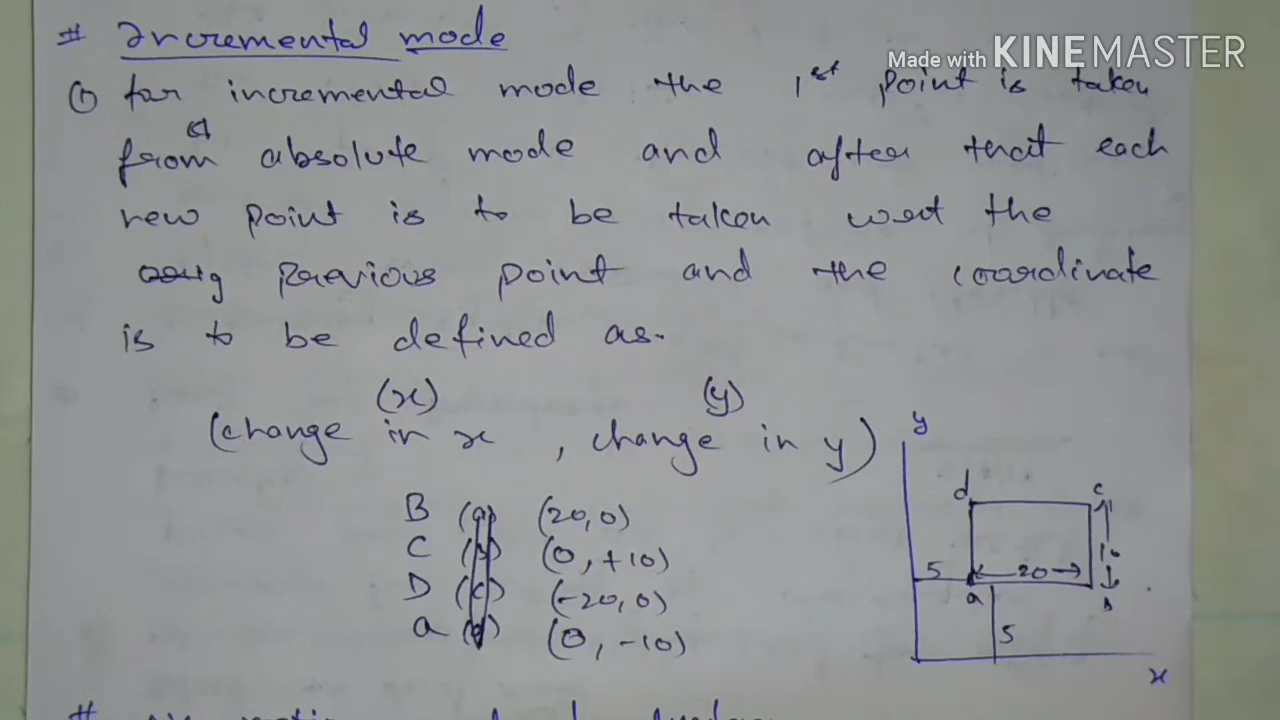 # Incremental mode
Made with KINEMASTER
① for incremental mode the 1st point is taken
from absolute mode and after that each
new point is to be taken wrt the
previous point and the coordinate
is to be defined as.
(x) (y)
(change in x , change in y)
B (20,0)
C (0, +10)
D (-20,0)
a (0, -10)
y
d c
10
5 20
a B
5
x
#